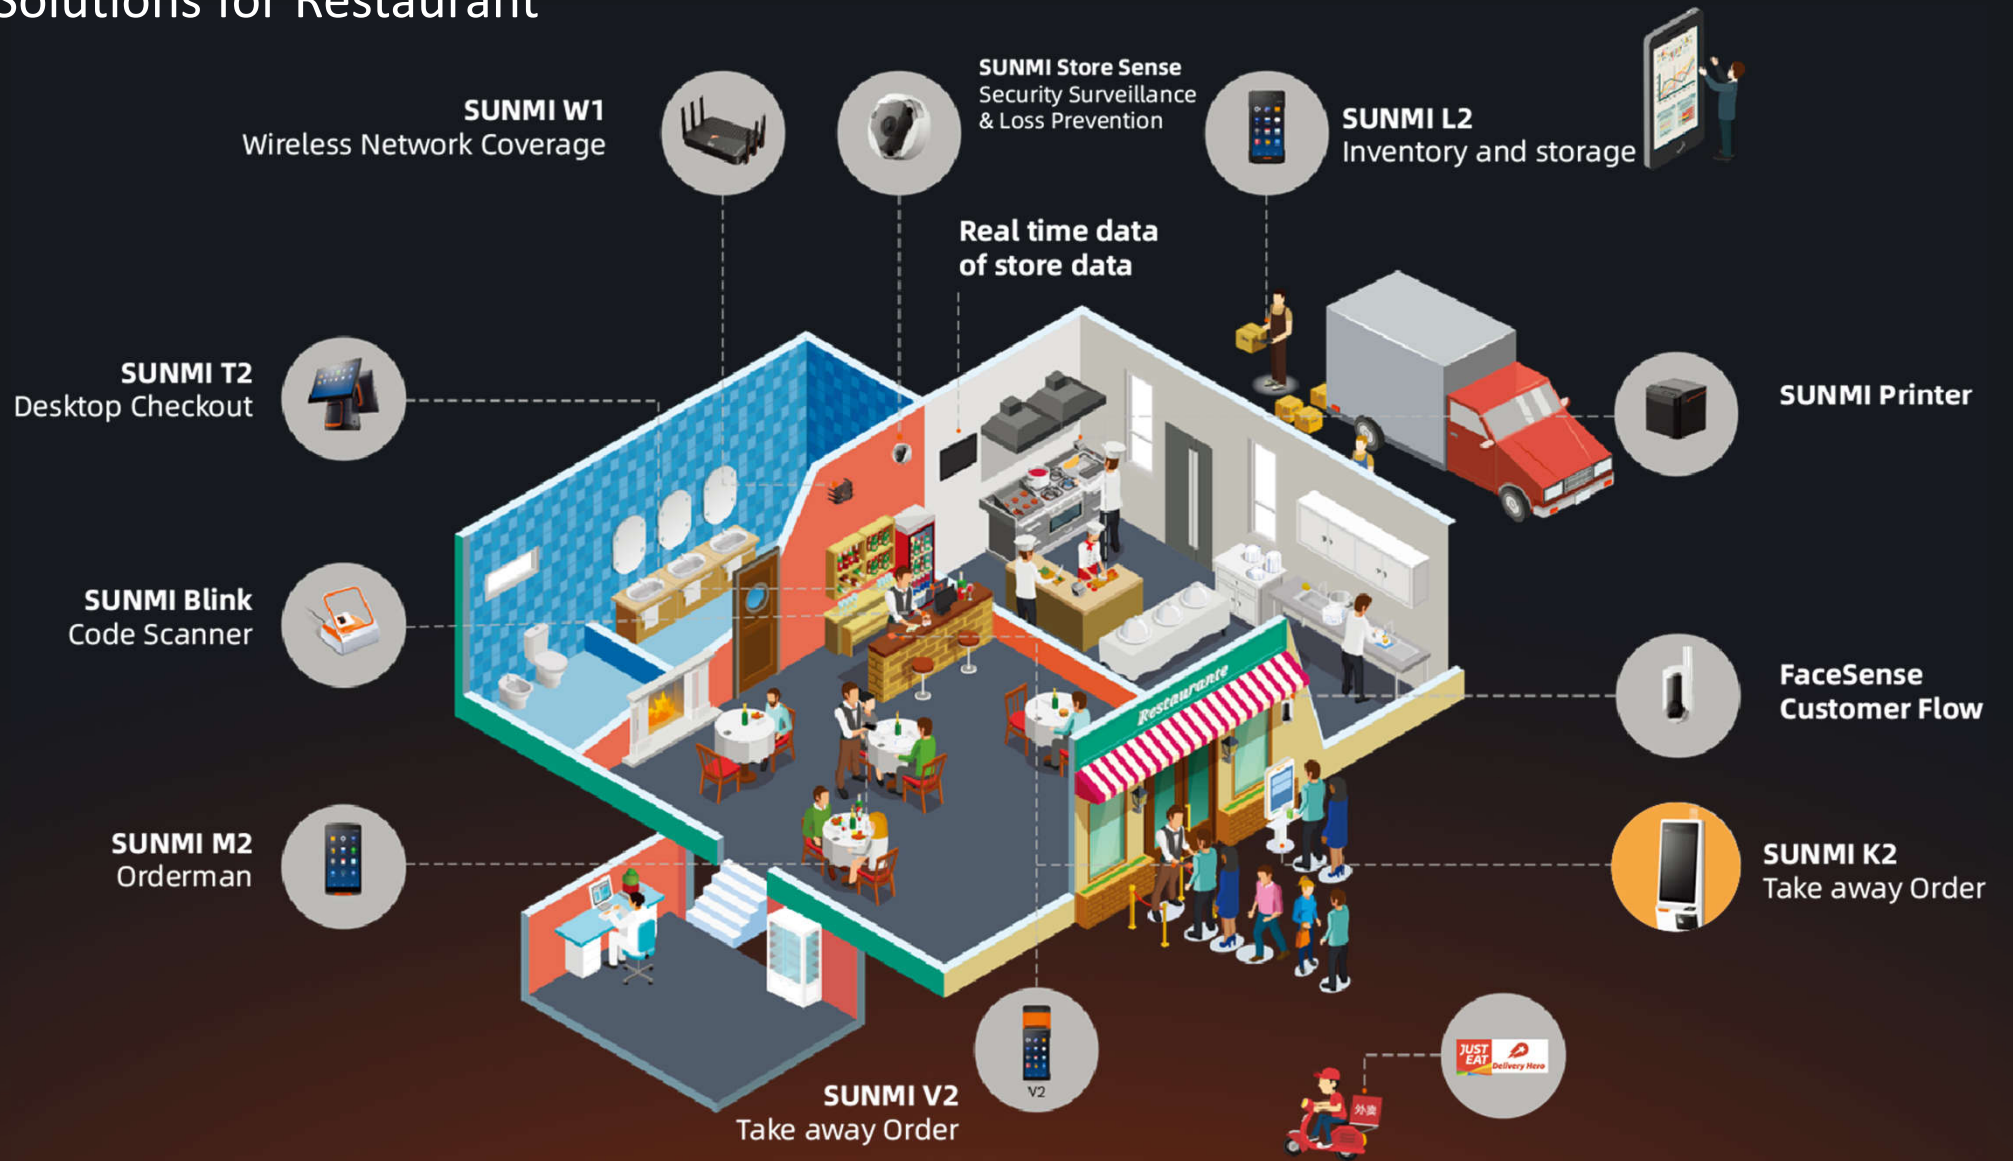 Solutions for Restaurant
SUNMI W1
Wireless Network Coverage
SUNMI Store Sense
Security Surveillance
& Loss Prevention
SUNMI L2
Inventory and storage
Real time data
of store data
SUNMI T2
Desktop Checkout
SUNMI Printer
SUNMI Blink
Code Scanner
Restaurante
FaceSense
Customer Flow
SUNMI M2
Orderman
SUNMI K2
Take away Order
V2
SUNMI V2
Take away Order
JUST
EAT
Delivery Hero
外卖